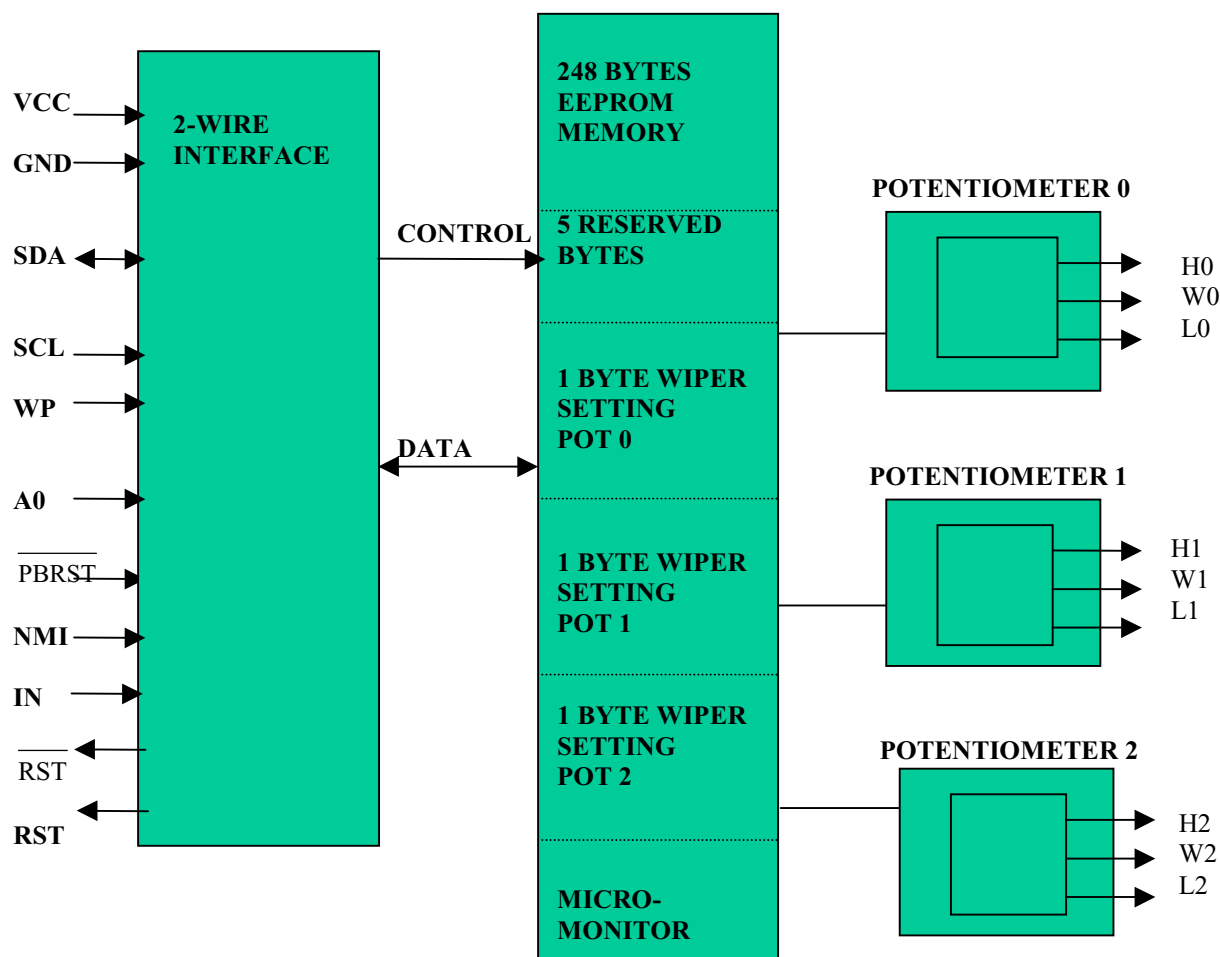 VCC
GND
SDA
SCL
WP
A0
PBRST
NMI
IN
RST
RST
2-WIRE
INTERFACE
CONTROL
DATA
248 BYTES
EEPROM
MEMORY
5 RESERVED
BYTES
1 BYTE WIPER
SETTING
POT 0
1 BYTE WIPER
SETTING
POT 1
1 BYTE WIPER
SETTING
POT 2
MICRO-
MONITOR
POTENTIOMETER 0
H0
W0
L0
POTENTIOMETER 1
H1
W1
L1
POTENTIOMETER 2
H2
W2
L2